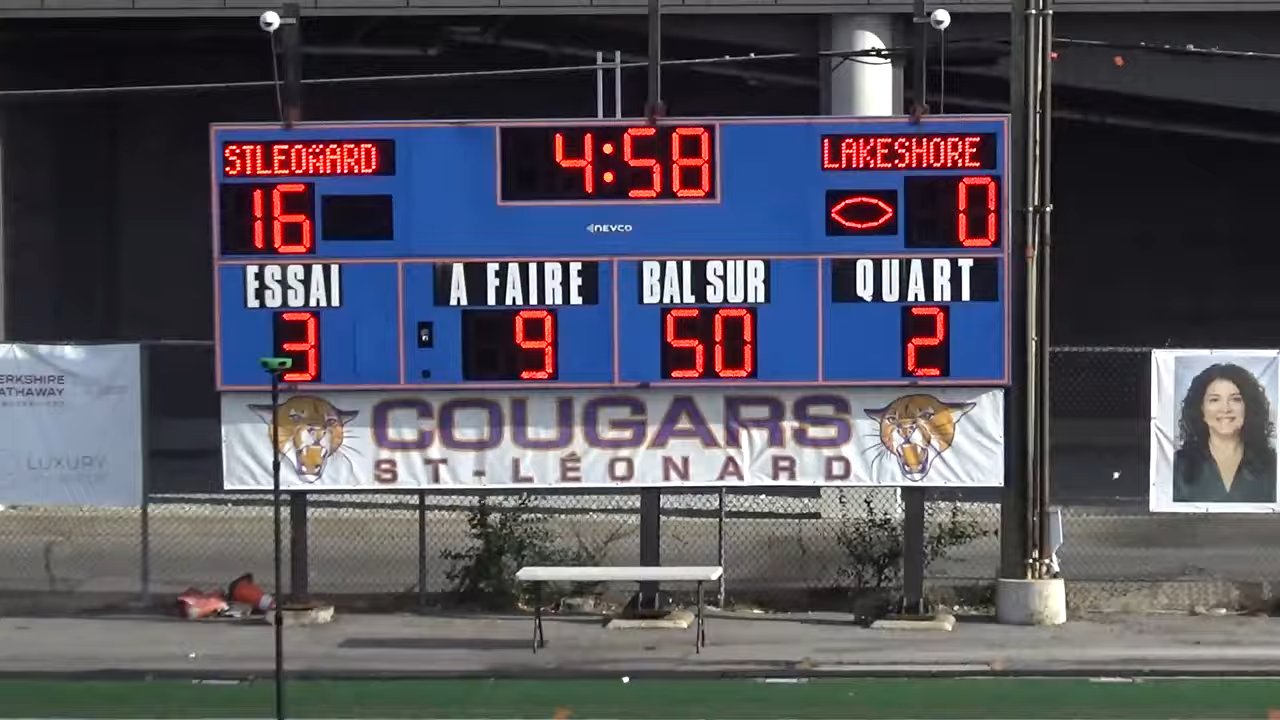 STLEONARD
4:58
LAKESHORE
16
0
NEVCO
ESSAI
A FAIRE
BAL SUR
QUART
3
9
50
2
ERKSHIRE
ATHAWAY
LUXURY
COUGARS
ST-LÉONARD